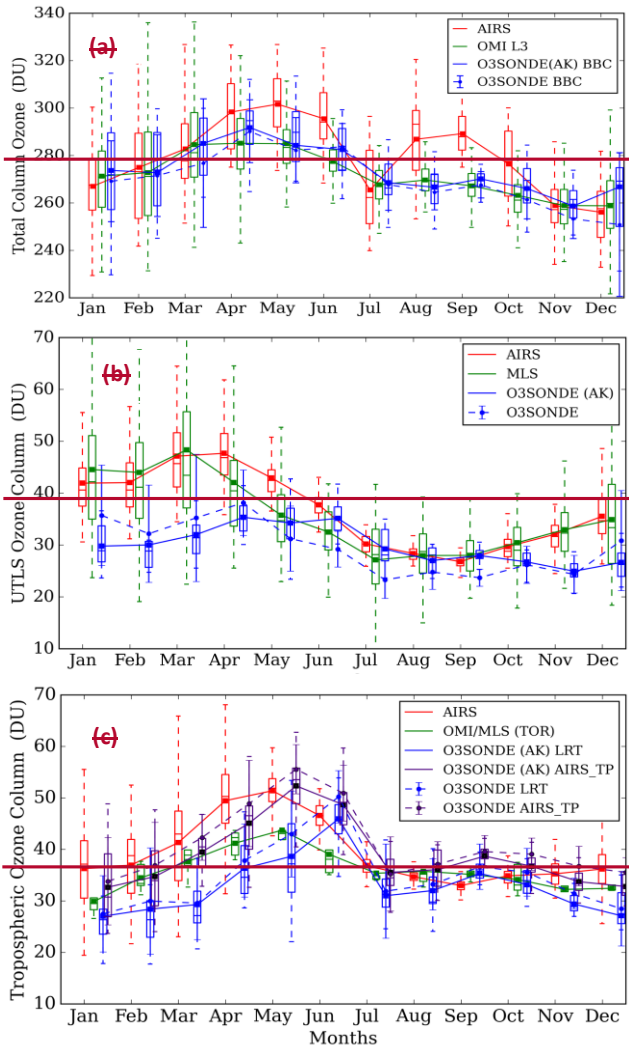 340
320
300
280
260
240
220
Total Column Ozone (DU)
(a)
AIRS
OMI L3
O3SONDE(AK) BBC
O3SONDE BBC
Jan Feb Mar Apr May Jun Jul Aug Sep Oct Nov Dec
70
60
50
40
30
20
10
UTLS Ozone Column (DU)
(b)
AIRS
MLS
O3SONDE (AK)
O3SONDE
Jan Feb Mar Apr May Jun Jul Aug Sep Oct Nov Dec
70
60
50
40
30
20
10
Tropospheric Ozone Column (DU)
(c)
AIRS
OMI/MLS (TOR)
O3SONDE (AK) LRT
O3SONDE (AK) AIRS_TP
O3SONDE LRT
O3SONDE AIRS_TP
Jan Feb Mar Apr May Jun Jul Aug Sep Oct Nov Dec
Months